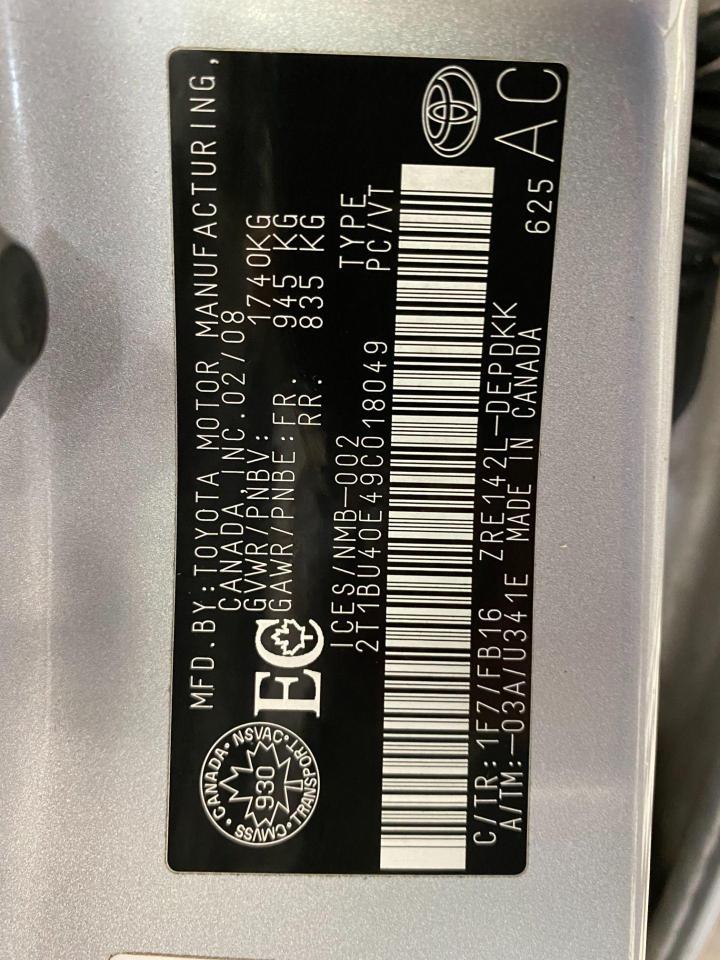 MFD.BY:TOYOTA MOTOR MANUFACTURING,
CANADA,INC.02/08
GVWR/PNBV: 1740KG
GAWR/PNBE:FR. 945 KG
RR. 835 KG
CANADA•NSVAC•TRANSPORT•CMVSS•
930
EC
ICES/NMB-002 TYPE
2T1BU40E49C018049 PC/VT
C/TR:1F7/FB16 ZRE142L-DEPDKK
A/TM:-03A/U341E MADE IN CANADA 625
AC